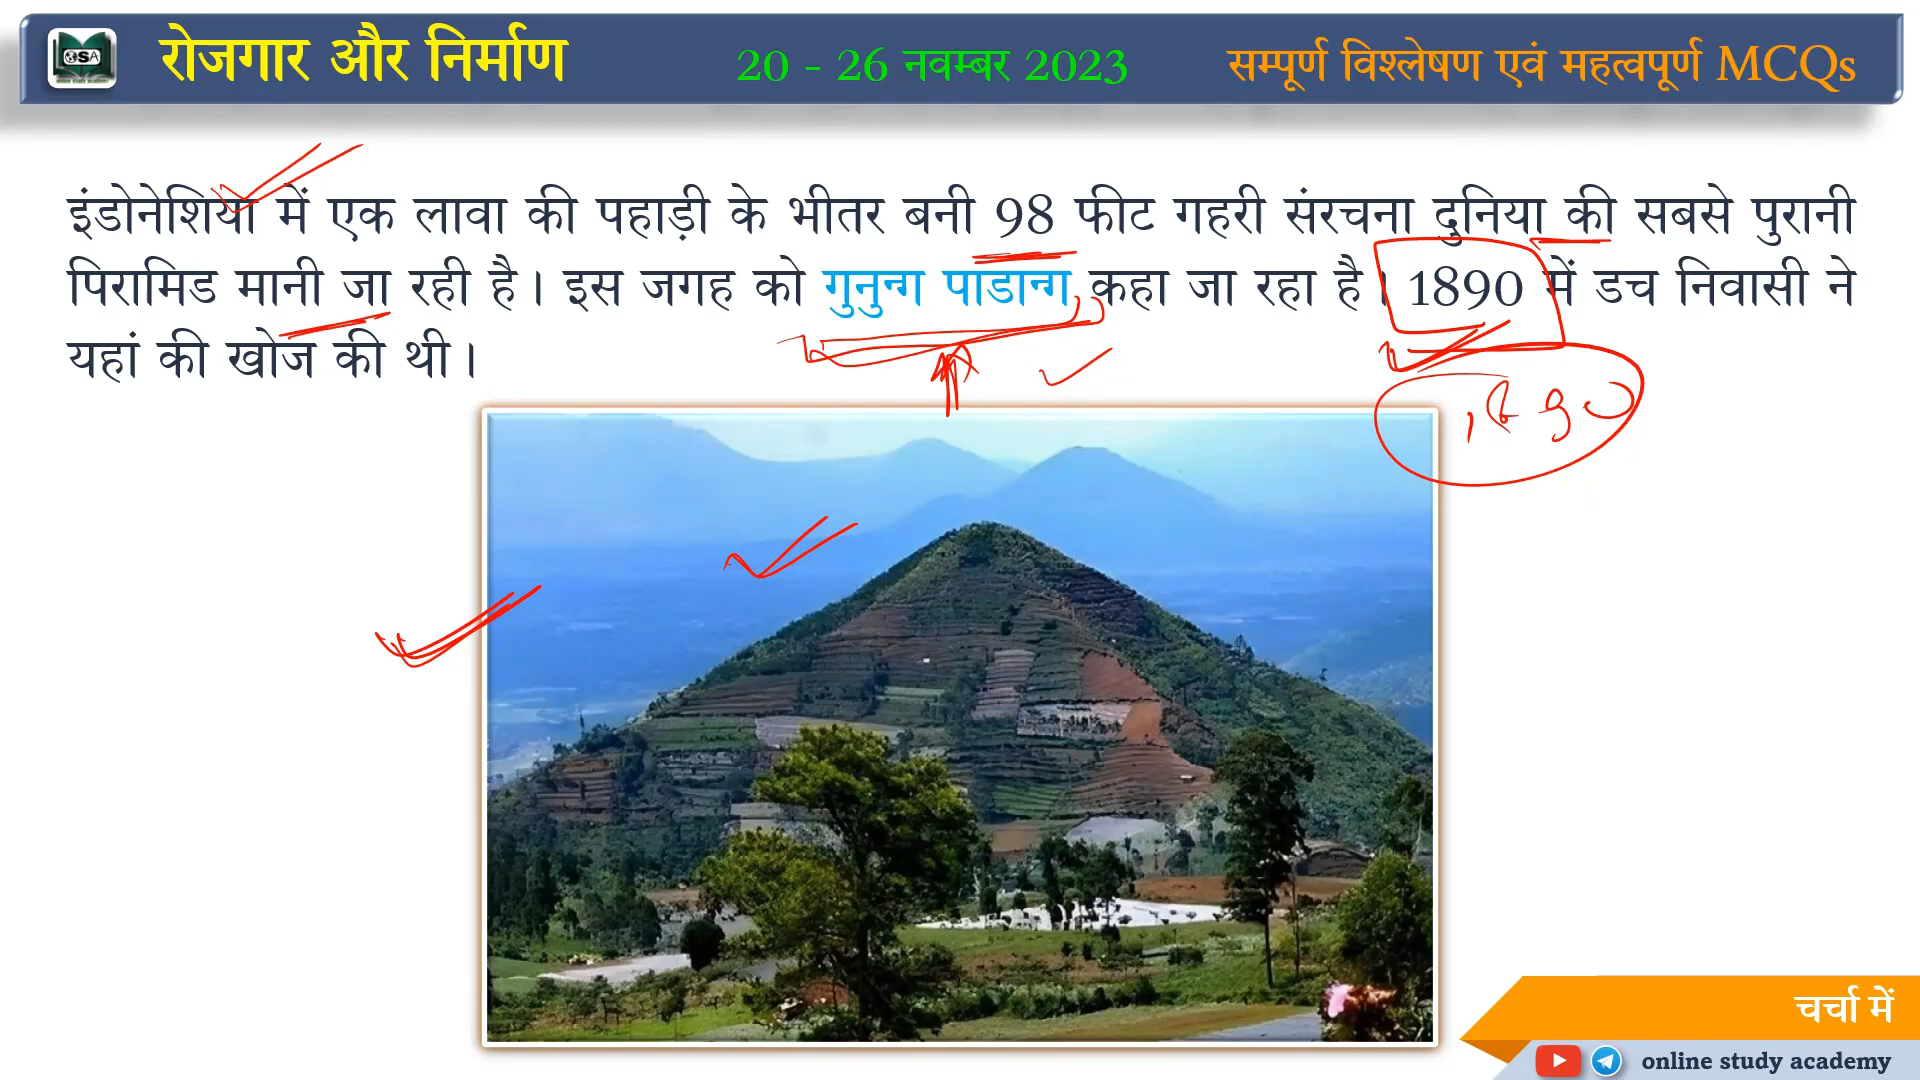 OSA
रोजगार और निर्माण
20 - 26 नवम्बर 2023
सम्पूर्ण विश्लेषण एवं महत्वपूर्ण MCQs
इंडोनेशिया में एक लावा की पहाड़ी के भीतर बनी 98 फीट गहरी संरचना दुनिया की सबसे पुरानी
पिरामिड मानी जा रही है। इस जगह को गुनुन्ग पाडान्ग कहा जा रहा है। 1890 में डच निवासी ने
यहां की खोज की थी।
1890
चर्चा में
online study academy